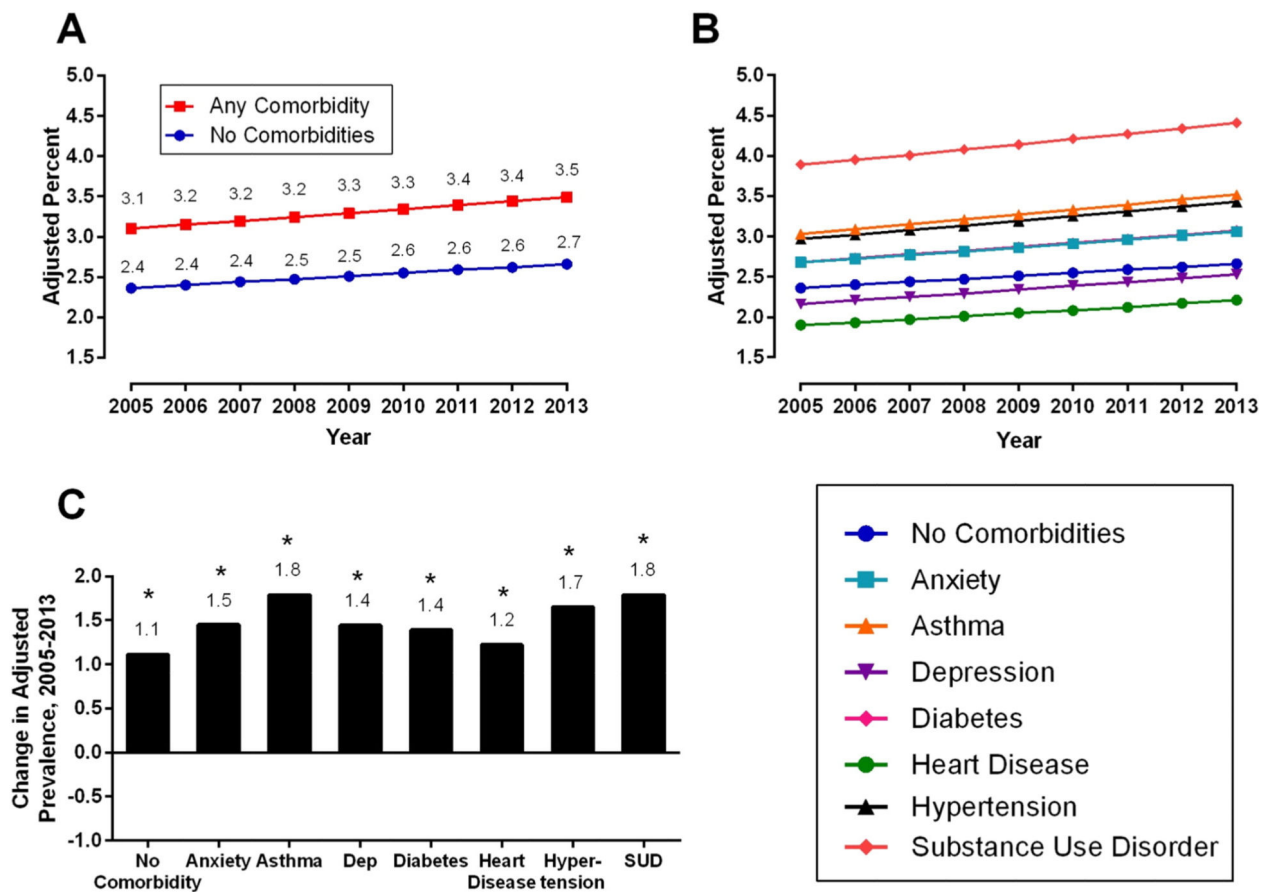 A
Adjusted Percent
5.0
4.5
4.0
3.5
3.0
2.5
2.0
1.5
Any Comorbidity
No Comorbidities
3.1 3.2 3.2 3.2 3.3 3.3 3.4 3.4 3.5
2.4 2.4 2.4 2.5 2.5 2.6 2.6 2.6 2.7
2005 2006 2007 2008 2009 2010 2011 2012 2013
Year
B
Adjusted Percent
5.0
4.5
4.0
3.5
3.0
2.5
2.0
1.5
2005 2006 2007 2008 2009 2010 2011 2012 2013
Year
C
Change in Adjusted
Prevalence, 2005-2013
2.0
1.5
1.0
0.5
0.0
-0.5
-1.0
* * * * * * * *
1.1 1.5 1.8 1.4 1.4 1.2 1.7 1.8
No Anxiety Asthma Dep Diabetes Heart Hyper- SUD
Comorbidity Disease tension
No Comorbidities
Anxiety
Asthma
Depression
Diabetes
Heart Disease
Hypertension
Substance Use Disorder